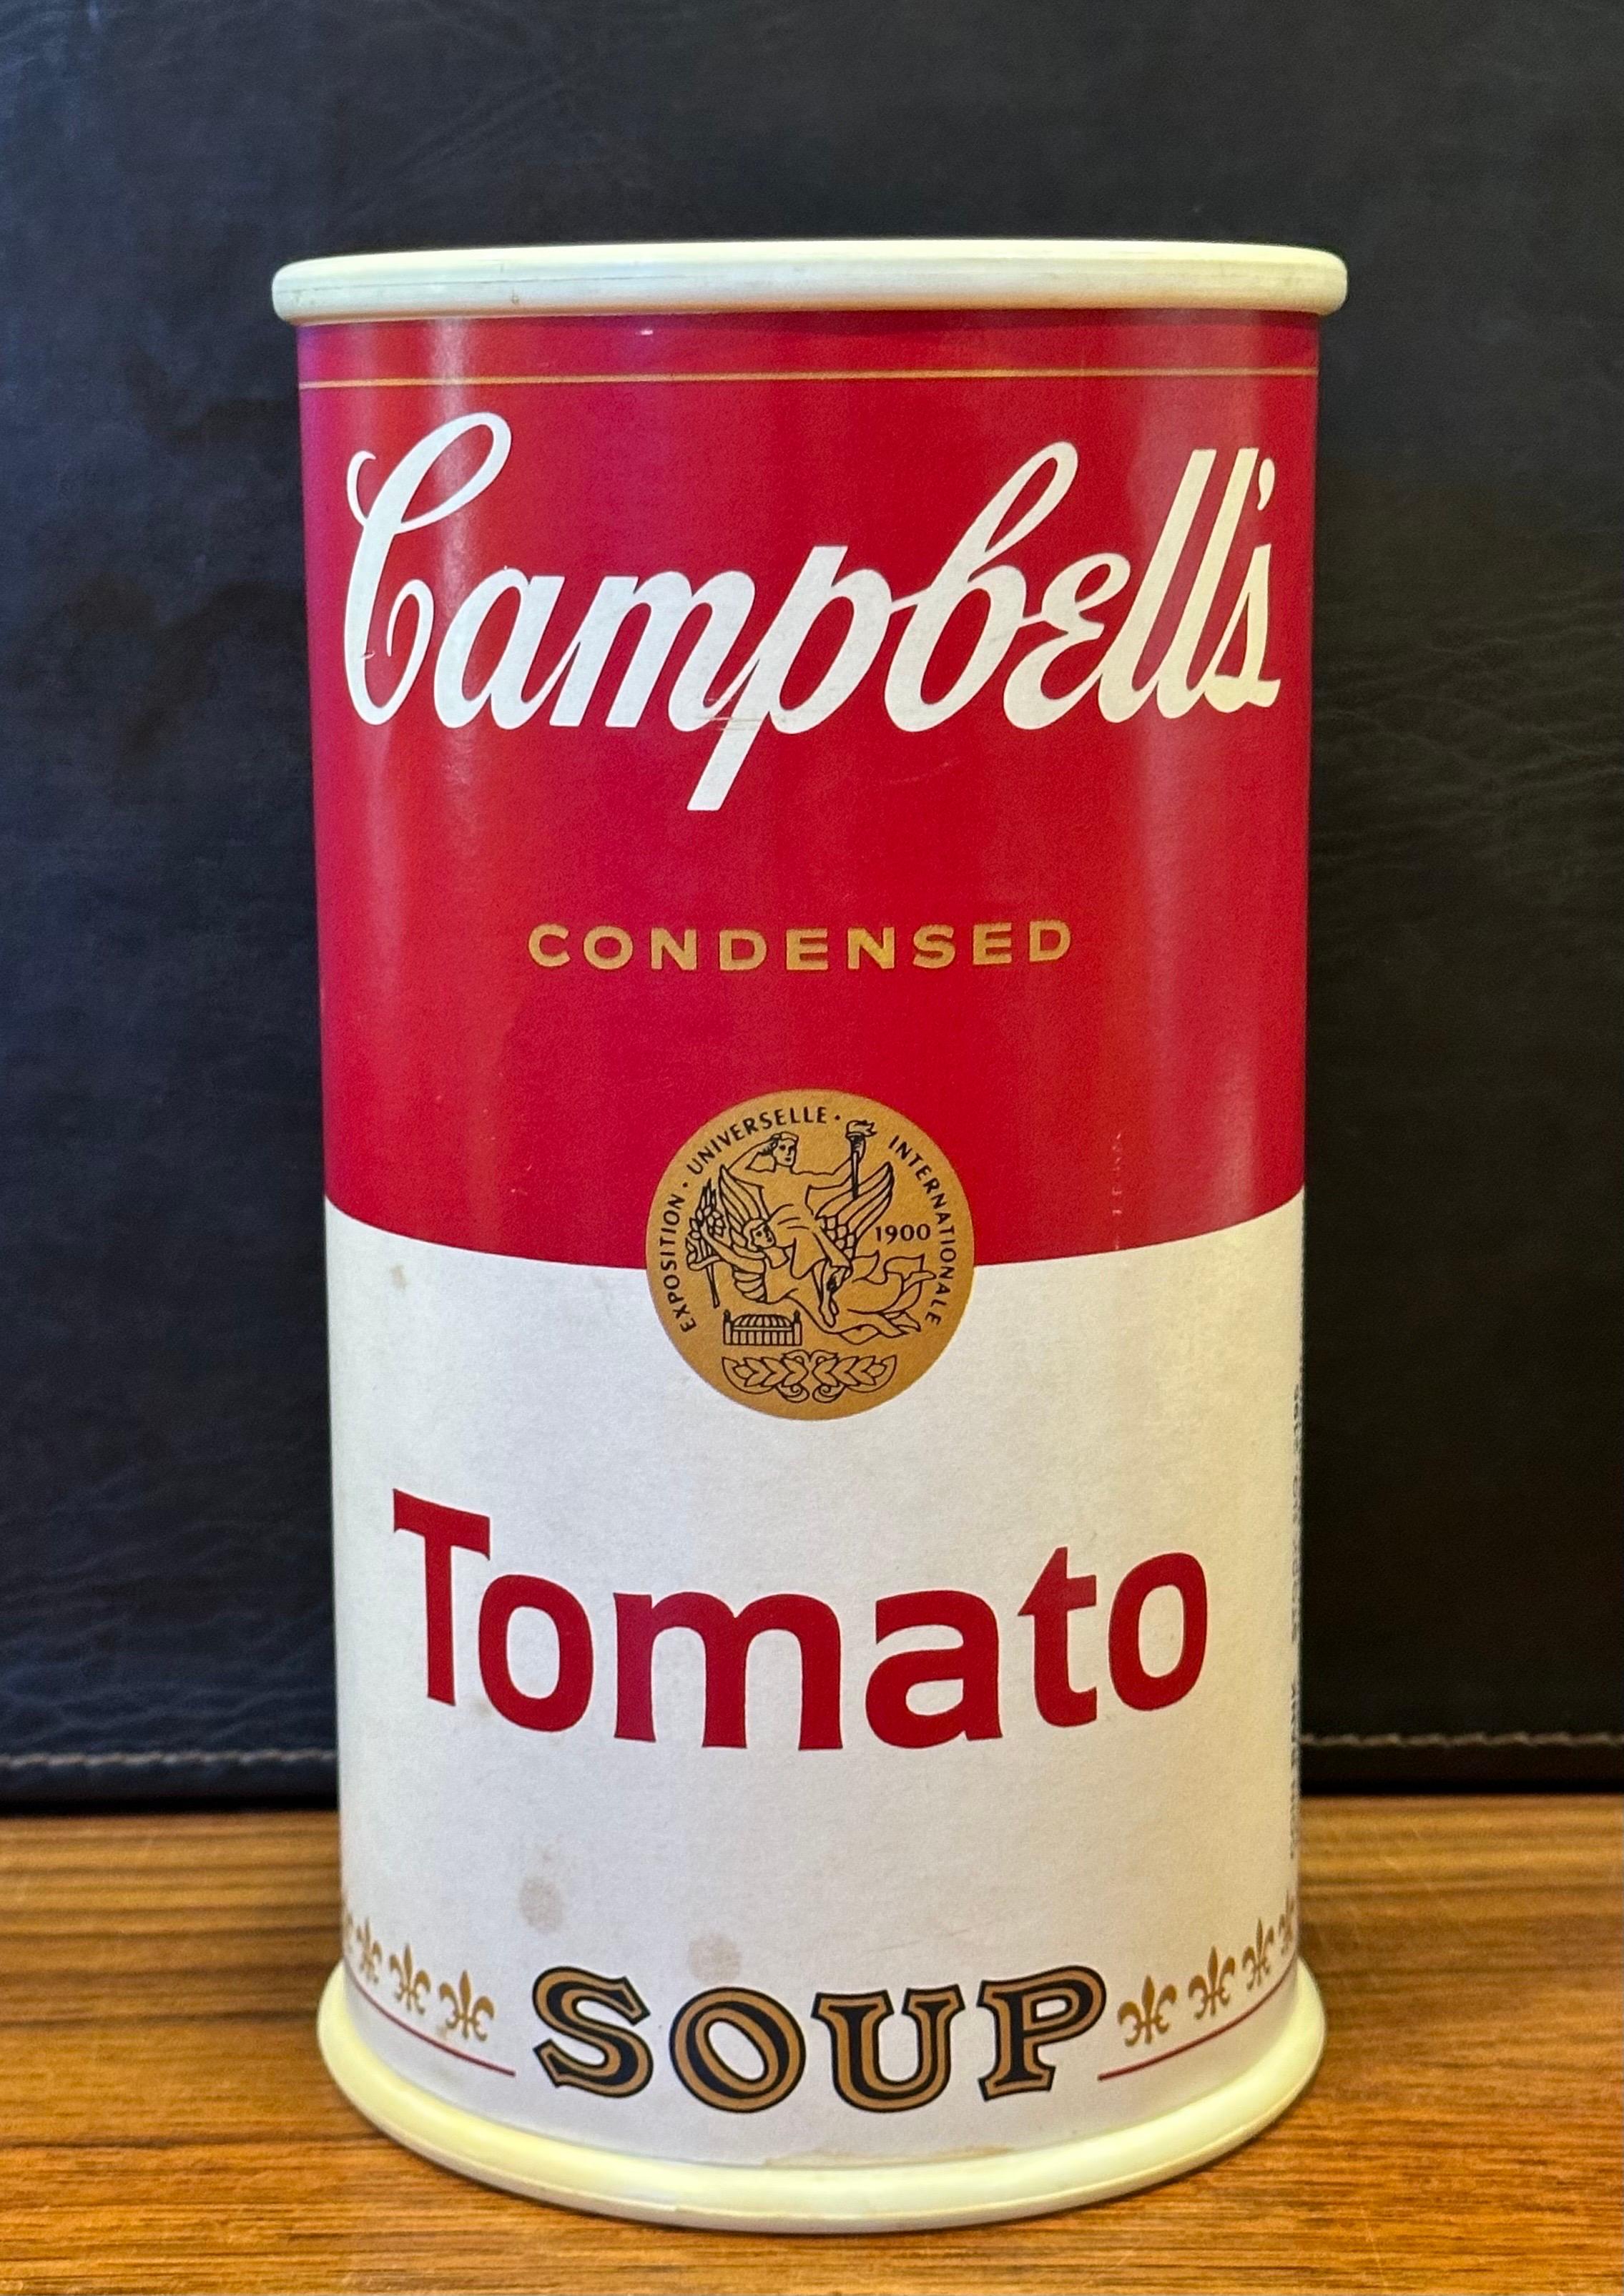 Campbell's
CONDENSED
EXPOSITION · UNIVERSELLE · INTERNATIONALE
1900
Tomato
SOUP